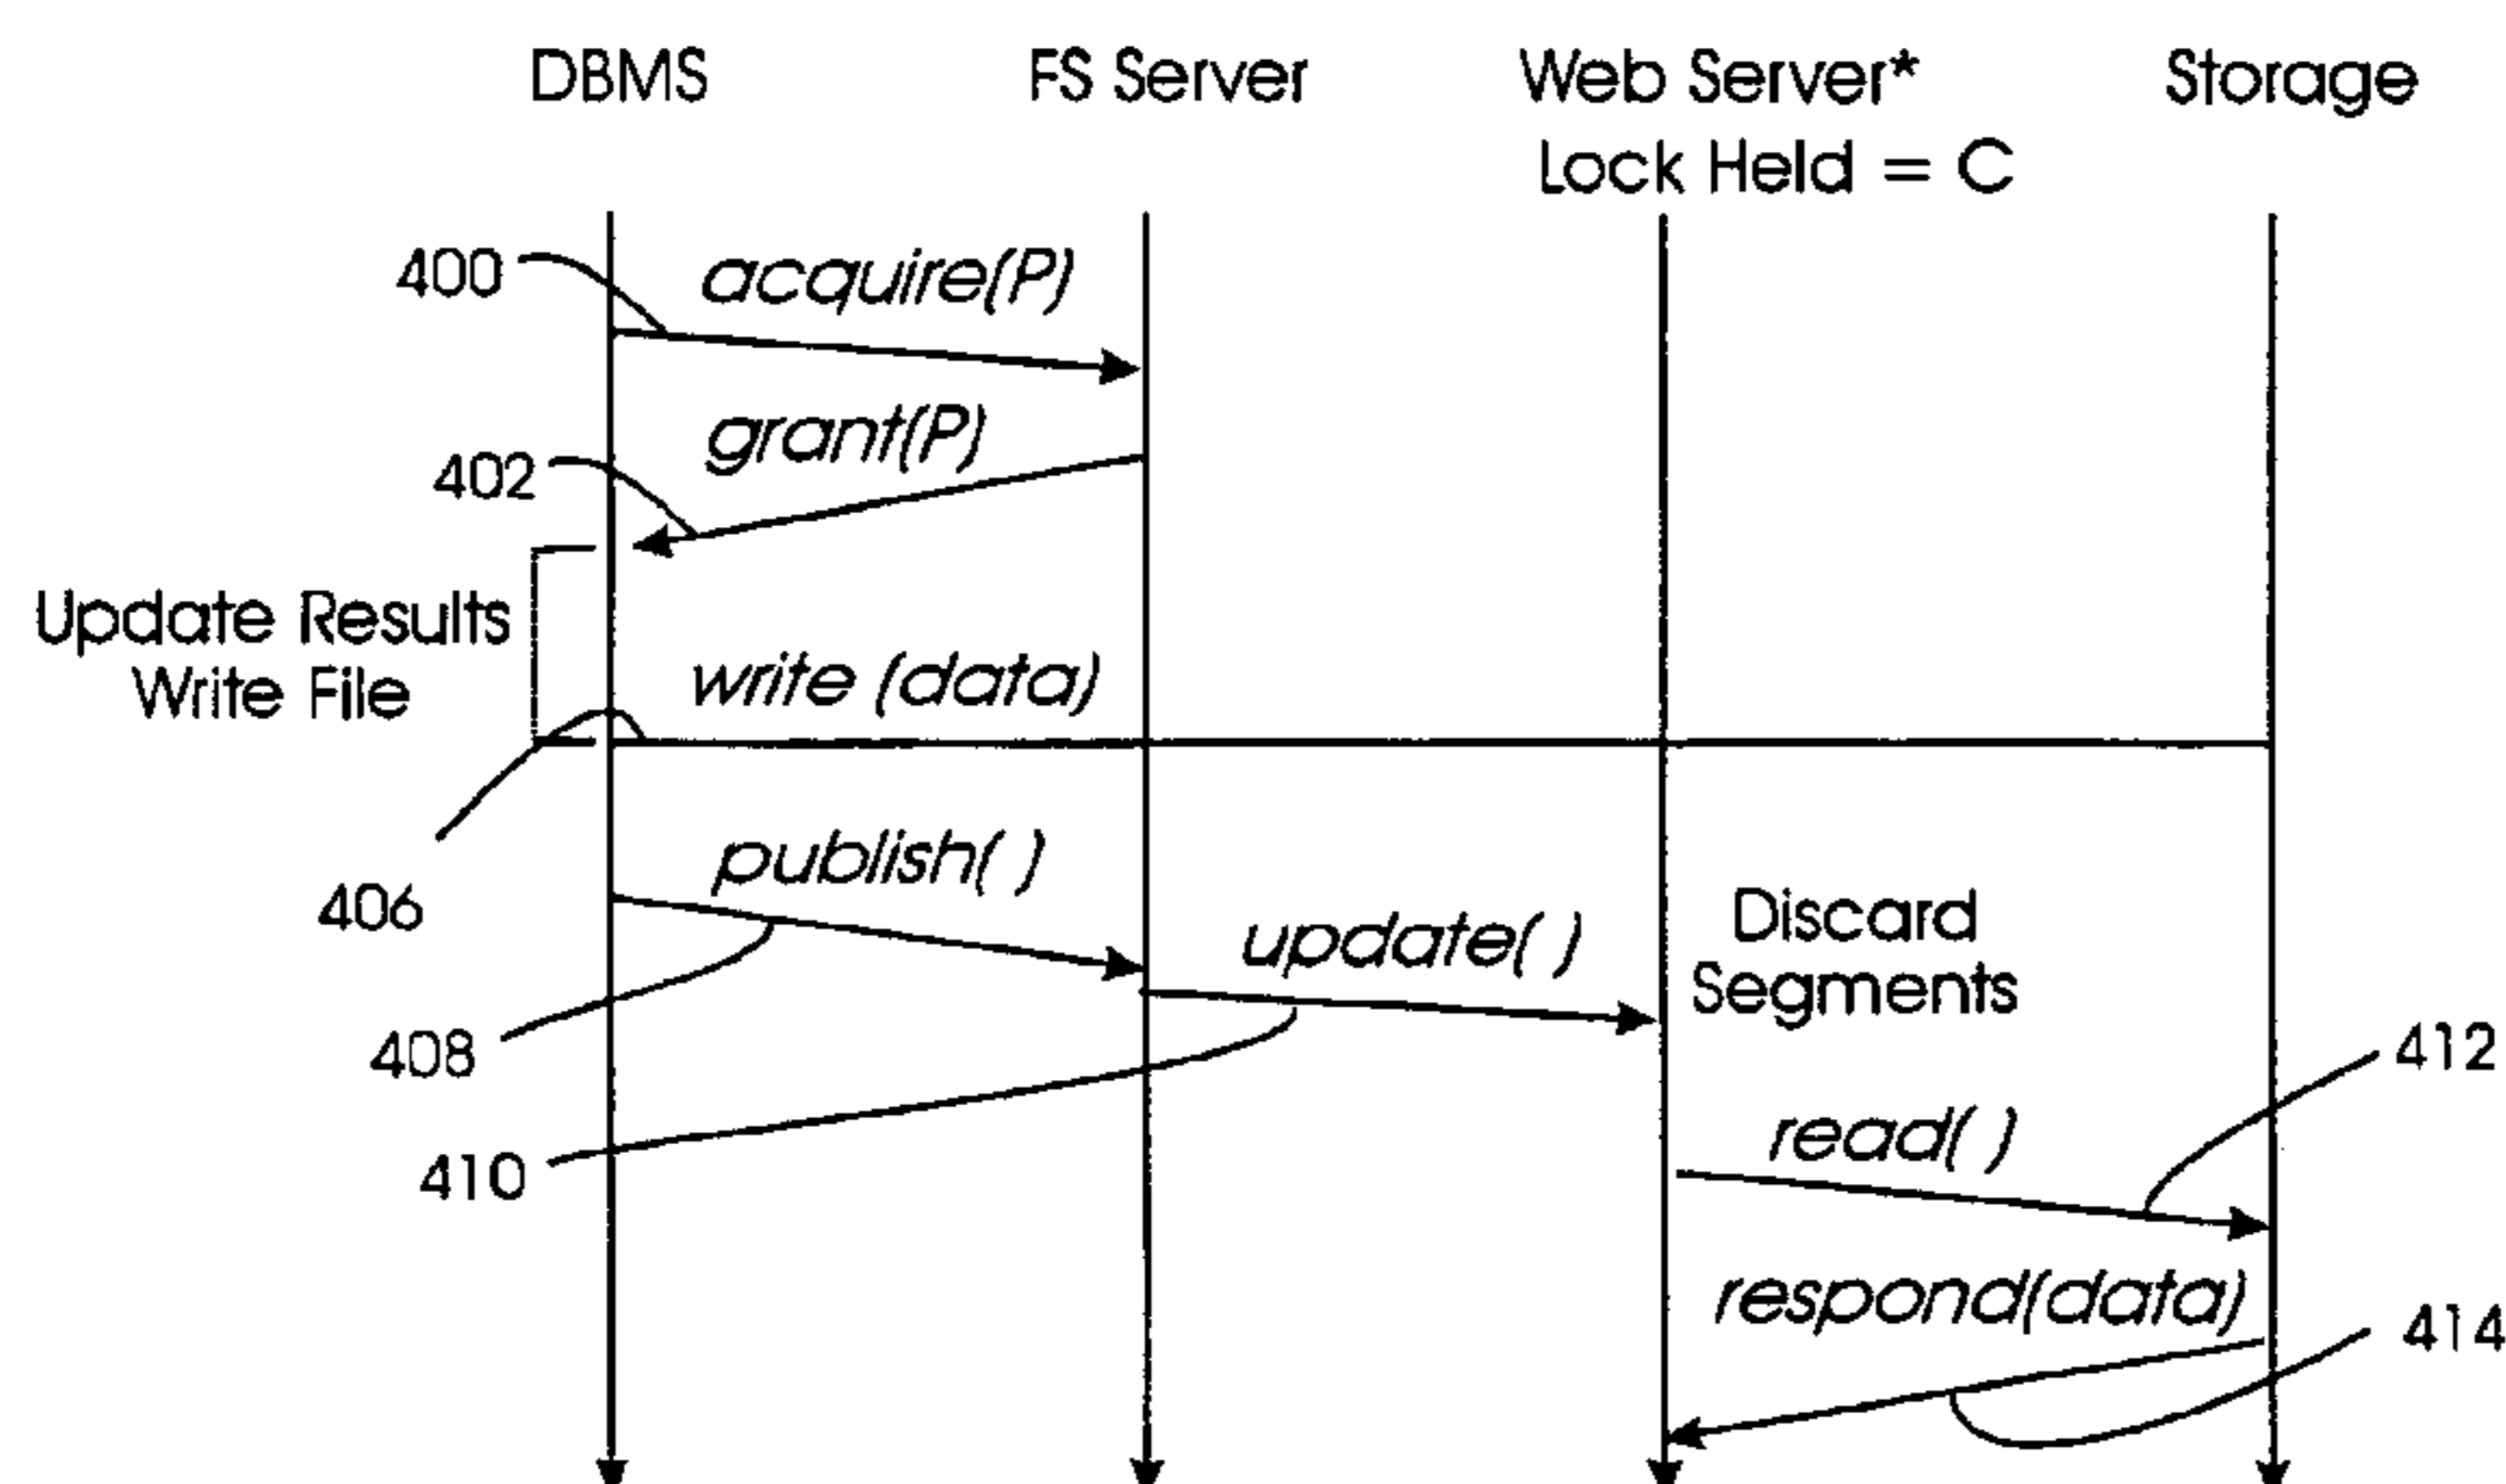 DBMS
FS Server
Web Server*
Storage
Lock Held = C
400
acquire(P)
402
grant(P)
Update Results
Write File
write (data)
406
publish( )
update( )
Discard
Segments
408
412
410
read( )
respond(data)
414